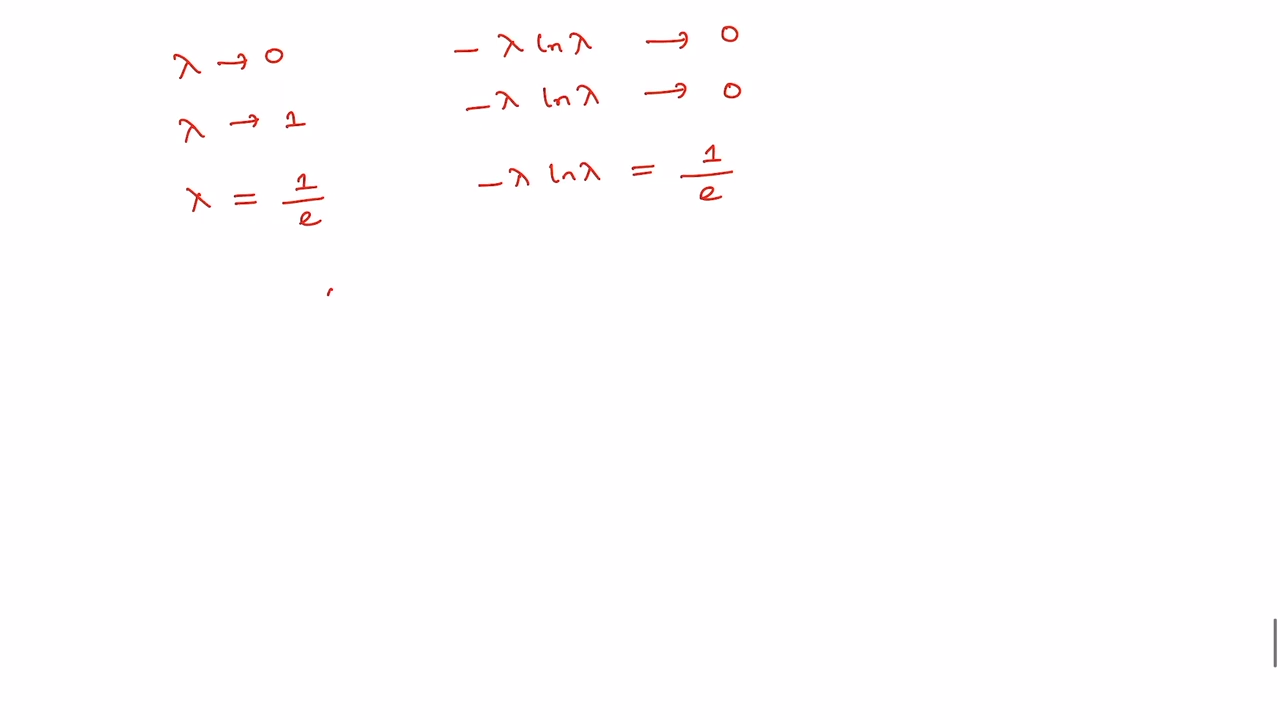 λ → 0 − λ ln λ → 0
λ → 1 − λ ln λ → 0
λ = 1/e − λ ln λ = 1/e